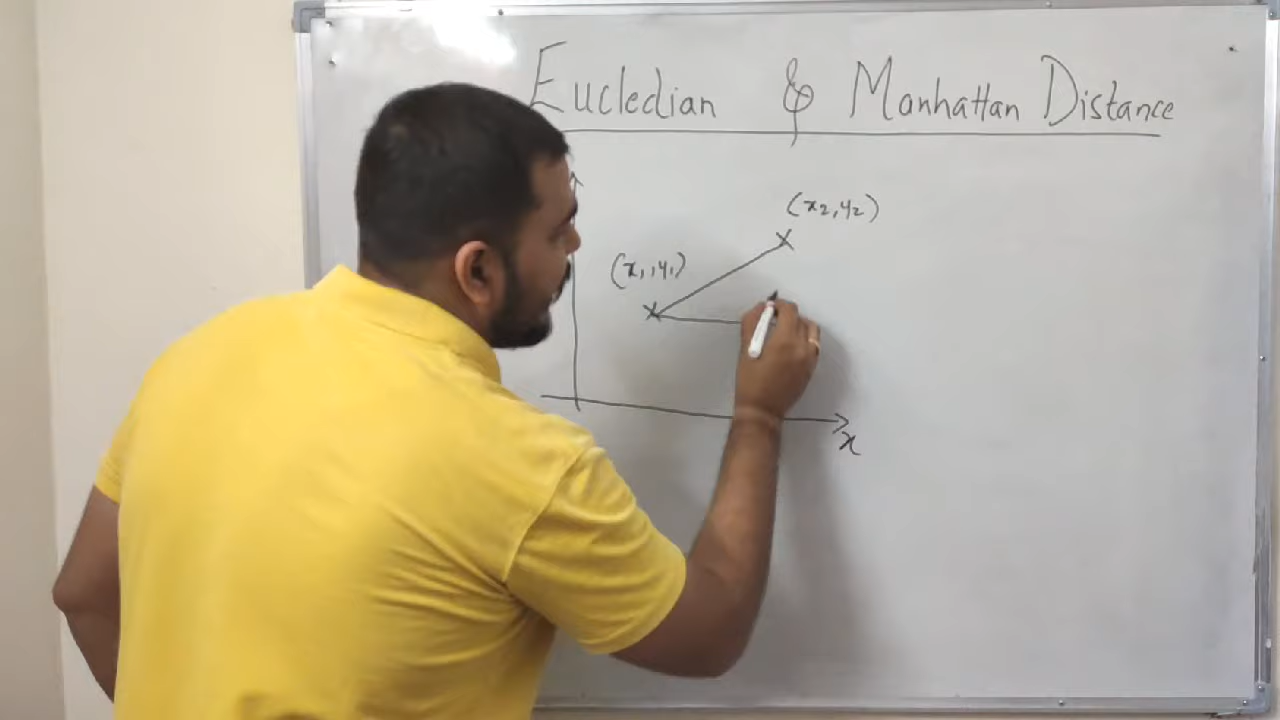 Eucledian & Manhattan Distance
(x2,y2)
(x1,y1)
x